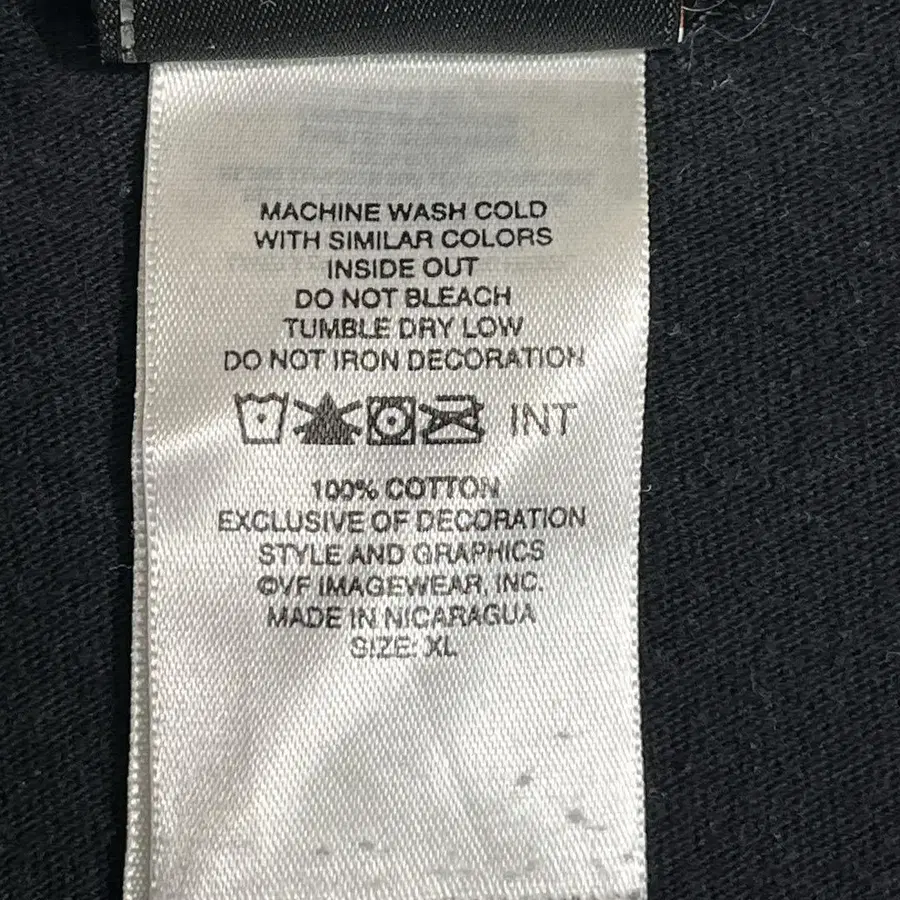 MACHINE WASH COLD
WITH SIMILAR COLORS
INSIDE OUT
DO NOT BLEACH
TUMBLE DRY LOW
DO NOT IRON DECORATION
INT
100% COTTON
EXCLUSIVE OF DECORATION
STYLE AND GRAPHICS
©VF IMAGEWEAR, INC.
MADE IN NICARAGUA
SIZE: XL